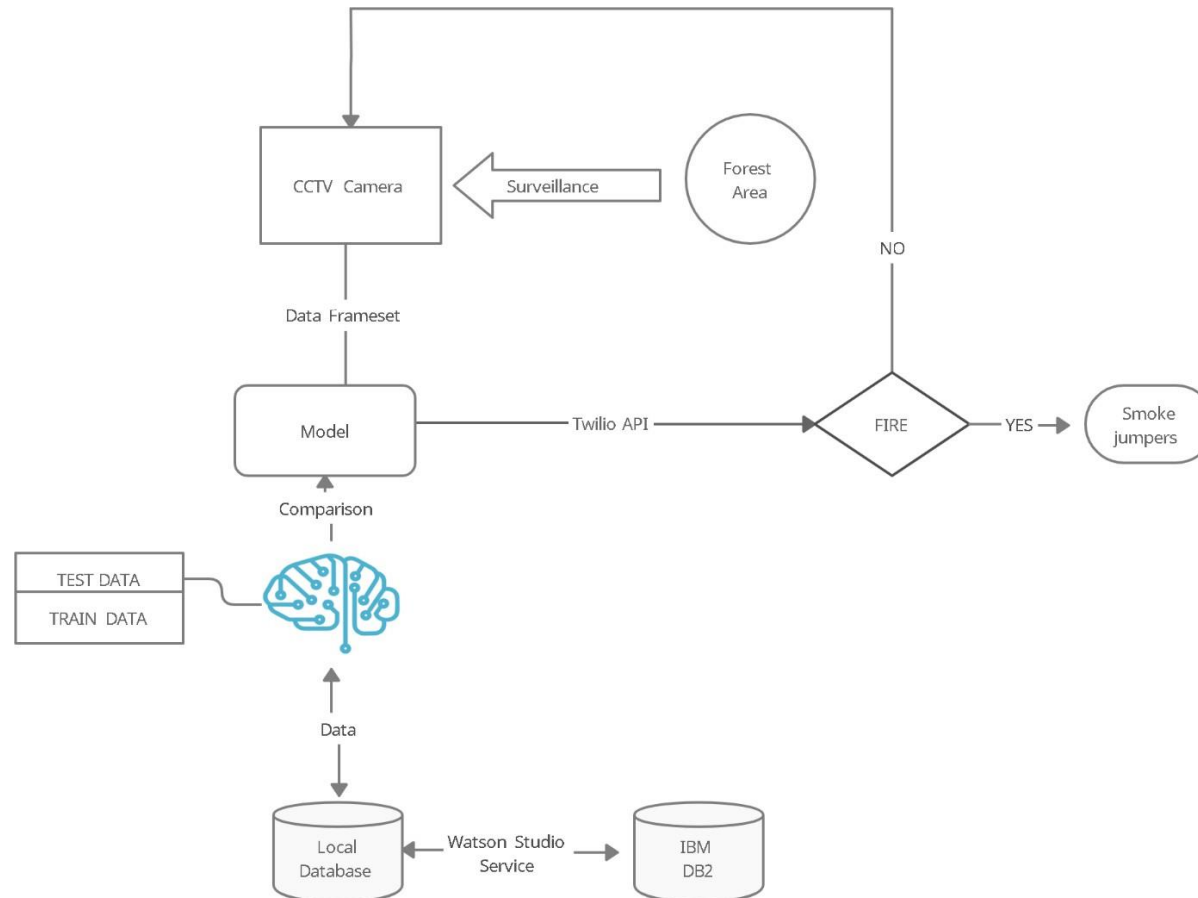 CCTV Camera
Surveillance
Forest
Area
NO
Data Frameset
Model
Twilio API
FIRE
YES
Smoke
jumpers
Comparison
TEST DATA
TRAIN DATA
Data
Local
Database
Watson Studio
Service
IBM
DB2